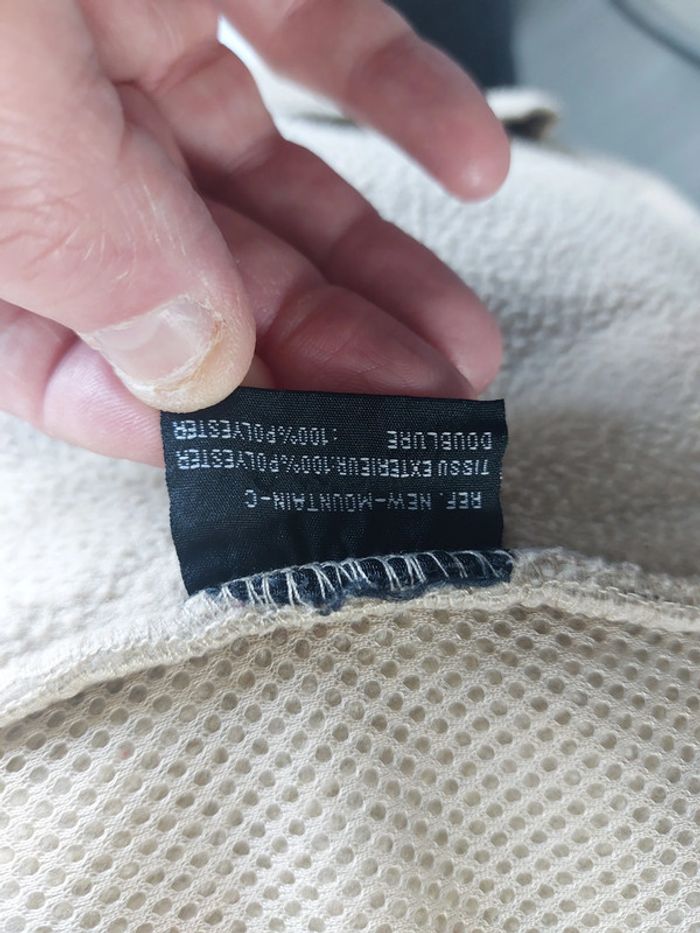 REF. NEW-MOUNTAIN-C
TISSU EXTERIEUR:100%POLYESTER
DOUBLURE :100%POLYESTER